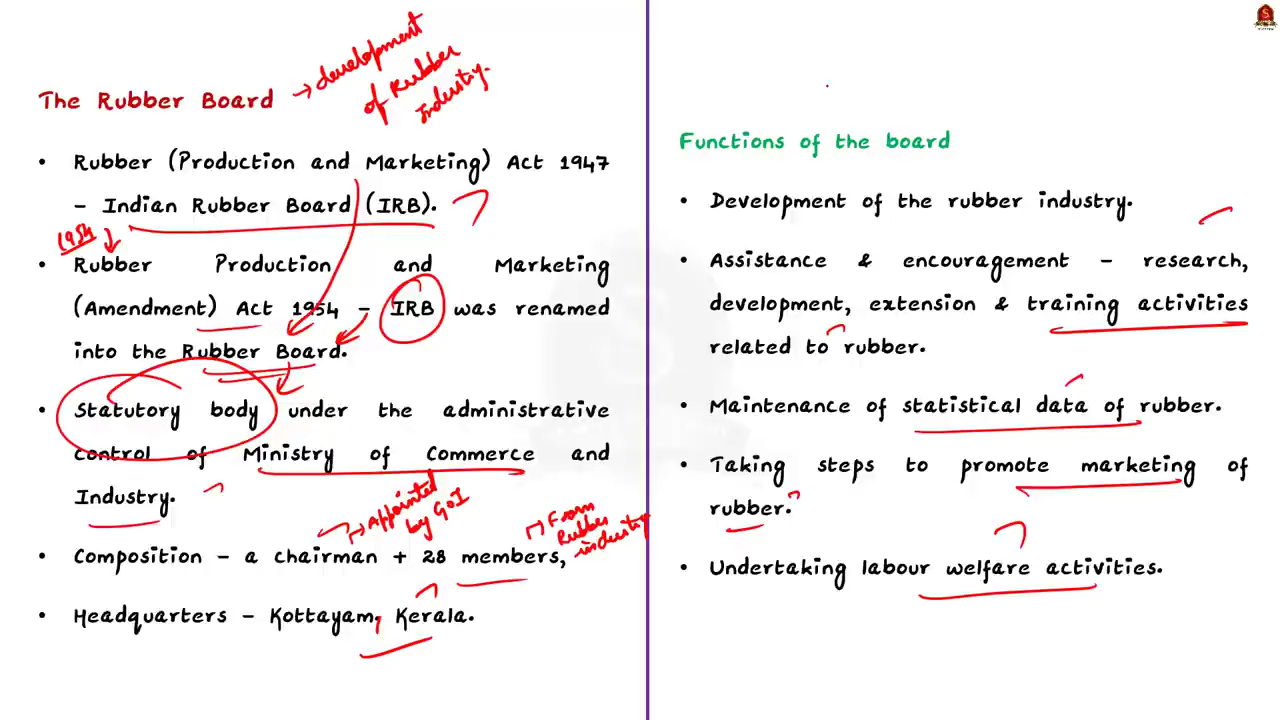 The Rubber Board
→ development
of Rubber
Industry.
• Rubber (Production and Marketing) Act 1947
– Indian Rubber Board (IRB).
1954
• Rubber Production and Marketing
(Amendment) Act 1954 – IRB was renamed
into the Rubber Board.
• Statutory body under the administrative
control of Ministry of Commerce and
Industry.
→ Appointed
by GOI
→ From
Rubber
industry
• Composition – a chairman + 28 members,
• Headquarters – Kottayam, Kerala.
Functions of the board
• Development of the rubber industry.
• Assistance & encouragement – research,
development, extension & training activities
related to rubber.
• Maintenance of statistical data of rubber.
• Taking steps to promote marketing of
rubber.
• Undertaking labour welfare activities.